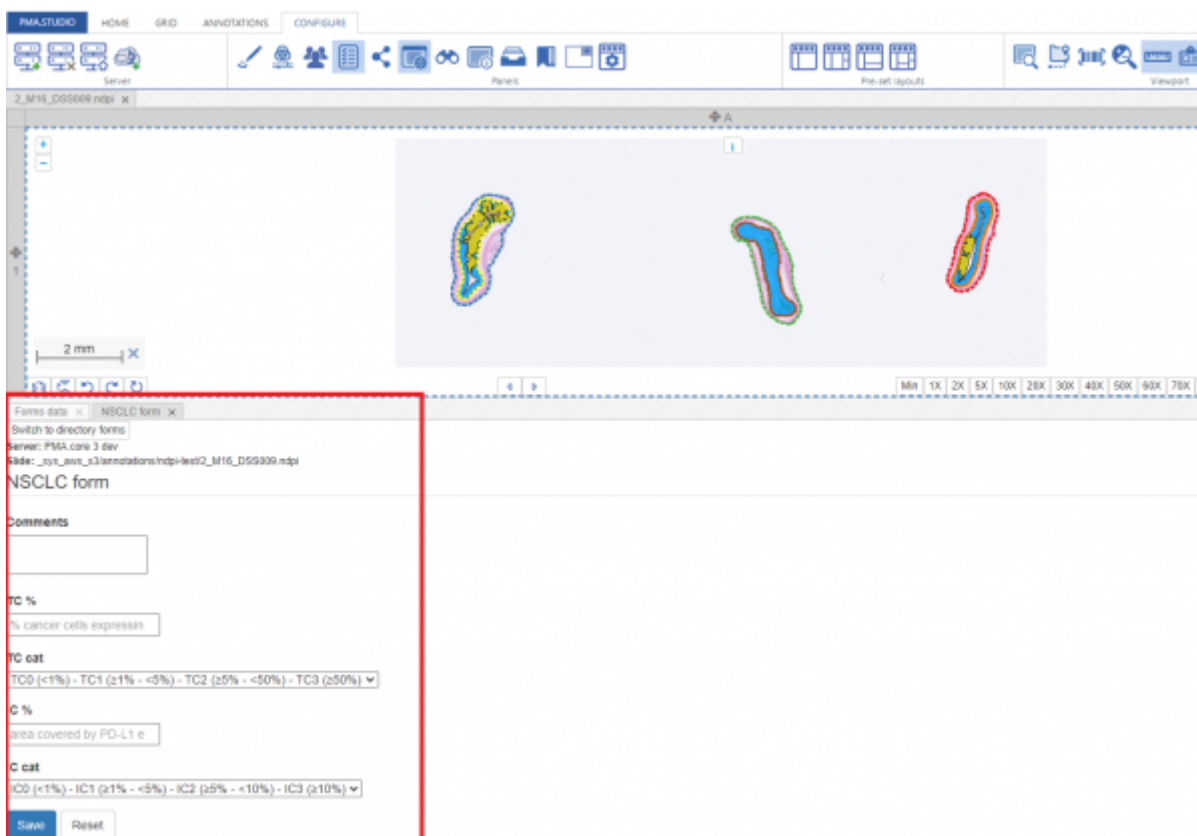 PMA.STUDIO HOME GRID ANNOTATIONS CONFIGURE
Server Panels Pre-set layouts Viewport
2_M16_DSS009.ndpi x
A
+
−
1
2 mm
Min 1X 2X 5X 10X 20X 30X 40X 50X 60X 70X
Forms data x NSCLC form x
Switch to directory forms
Server: PMA.core 3 dev
Slide: _sys_aws_s3/annotations/ndpi-test/2_M16_DSS009.ndpi
NSCLC form
Comments
TC %
% cancer cells expressin
TC cat
TC0 (<1%) - TC1 (≥1% - <5%) - TC2 (≥5% - <50%) - TC3 (≥50%)
IC %
area covered by PD-L1 e
IC cat
IC0 (<1%) - IC1 (≥1% - <5%) - IC2 (≥5% - <10%) - IC3 (≥10%)
Save Reset